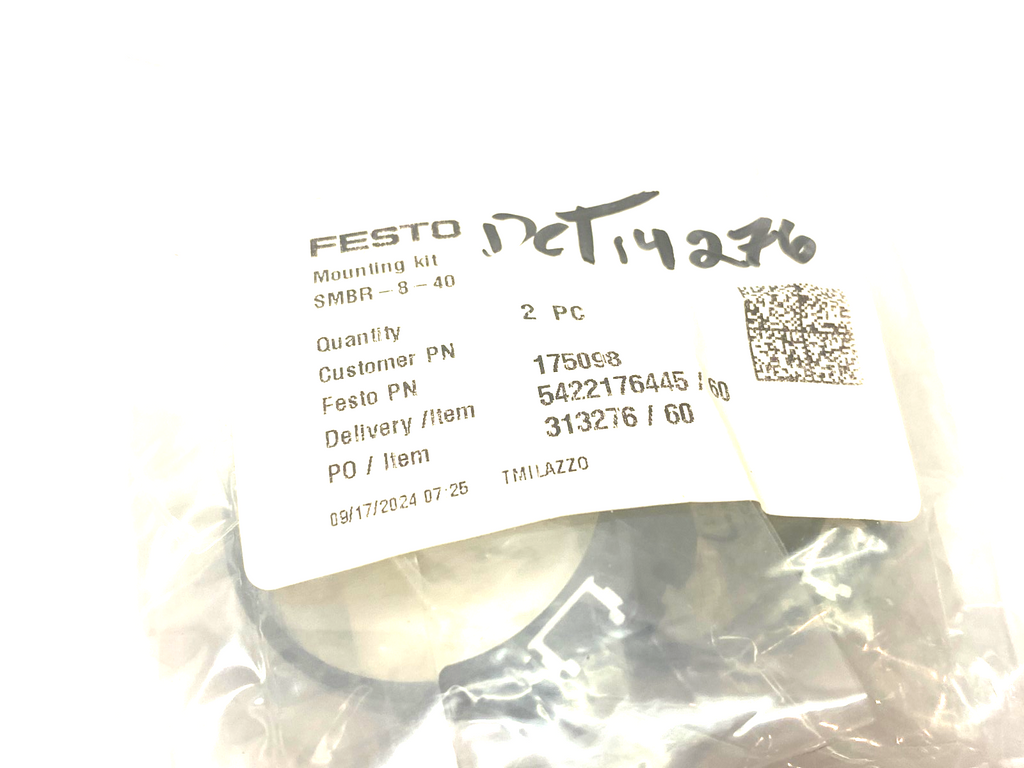 FESTO
DCT14276
Mounting kit
SMBR-8-40
Quantity 2 PC
Customer PN
Festo PN 175098
Delivery /Item 5422176445 / 60
PO / Item 313276 / 60
09/17/2024 07:25 TMILAZZO